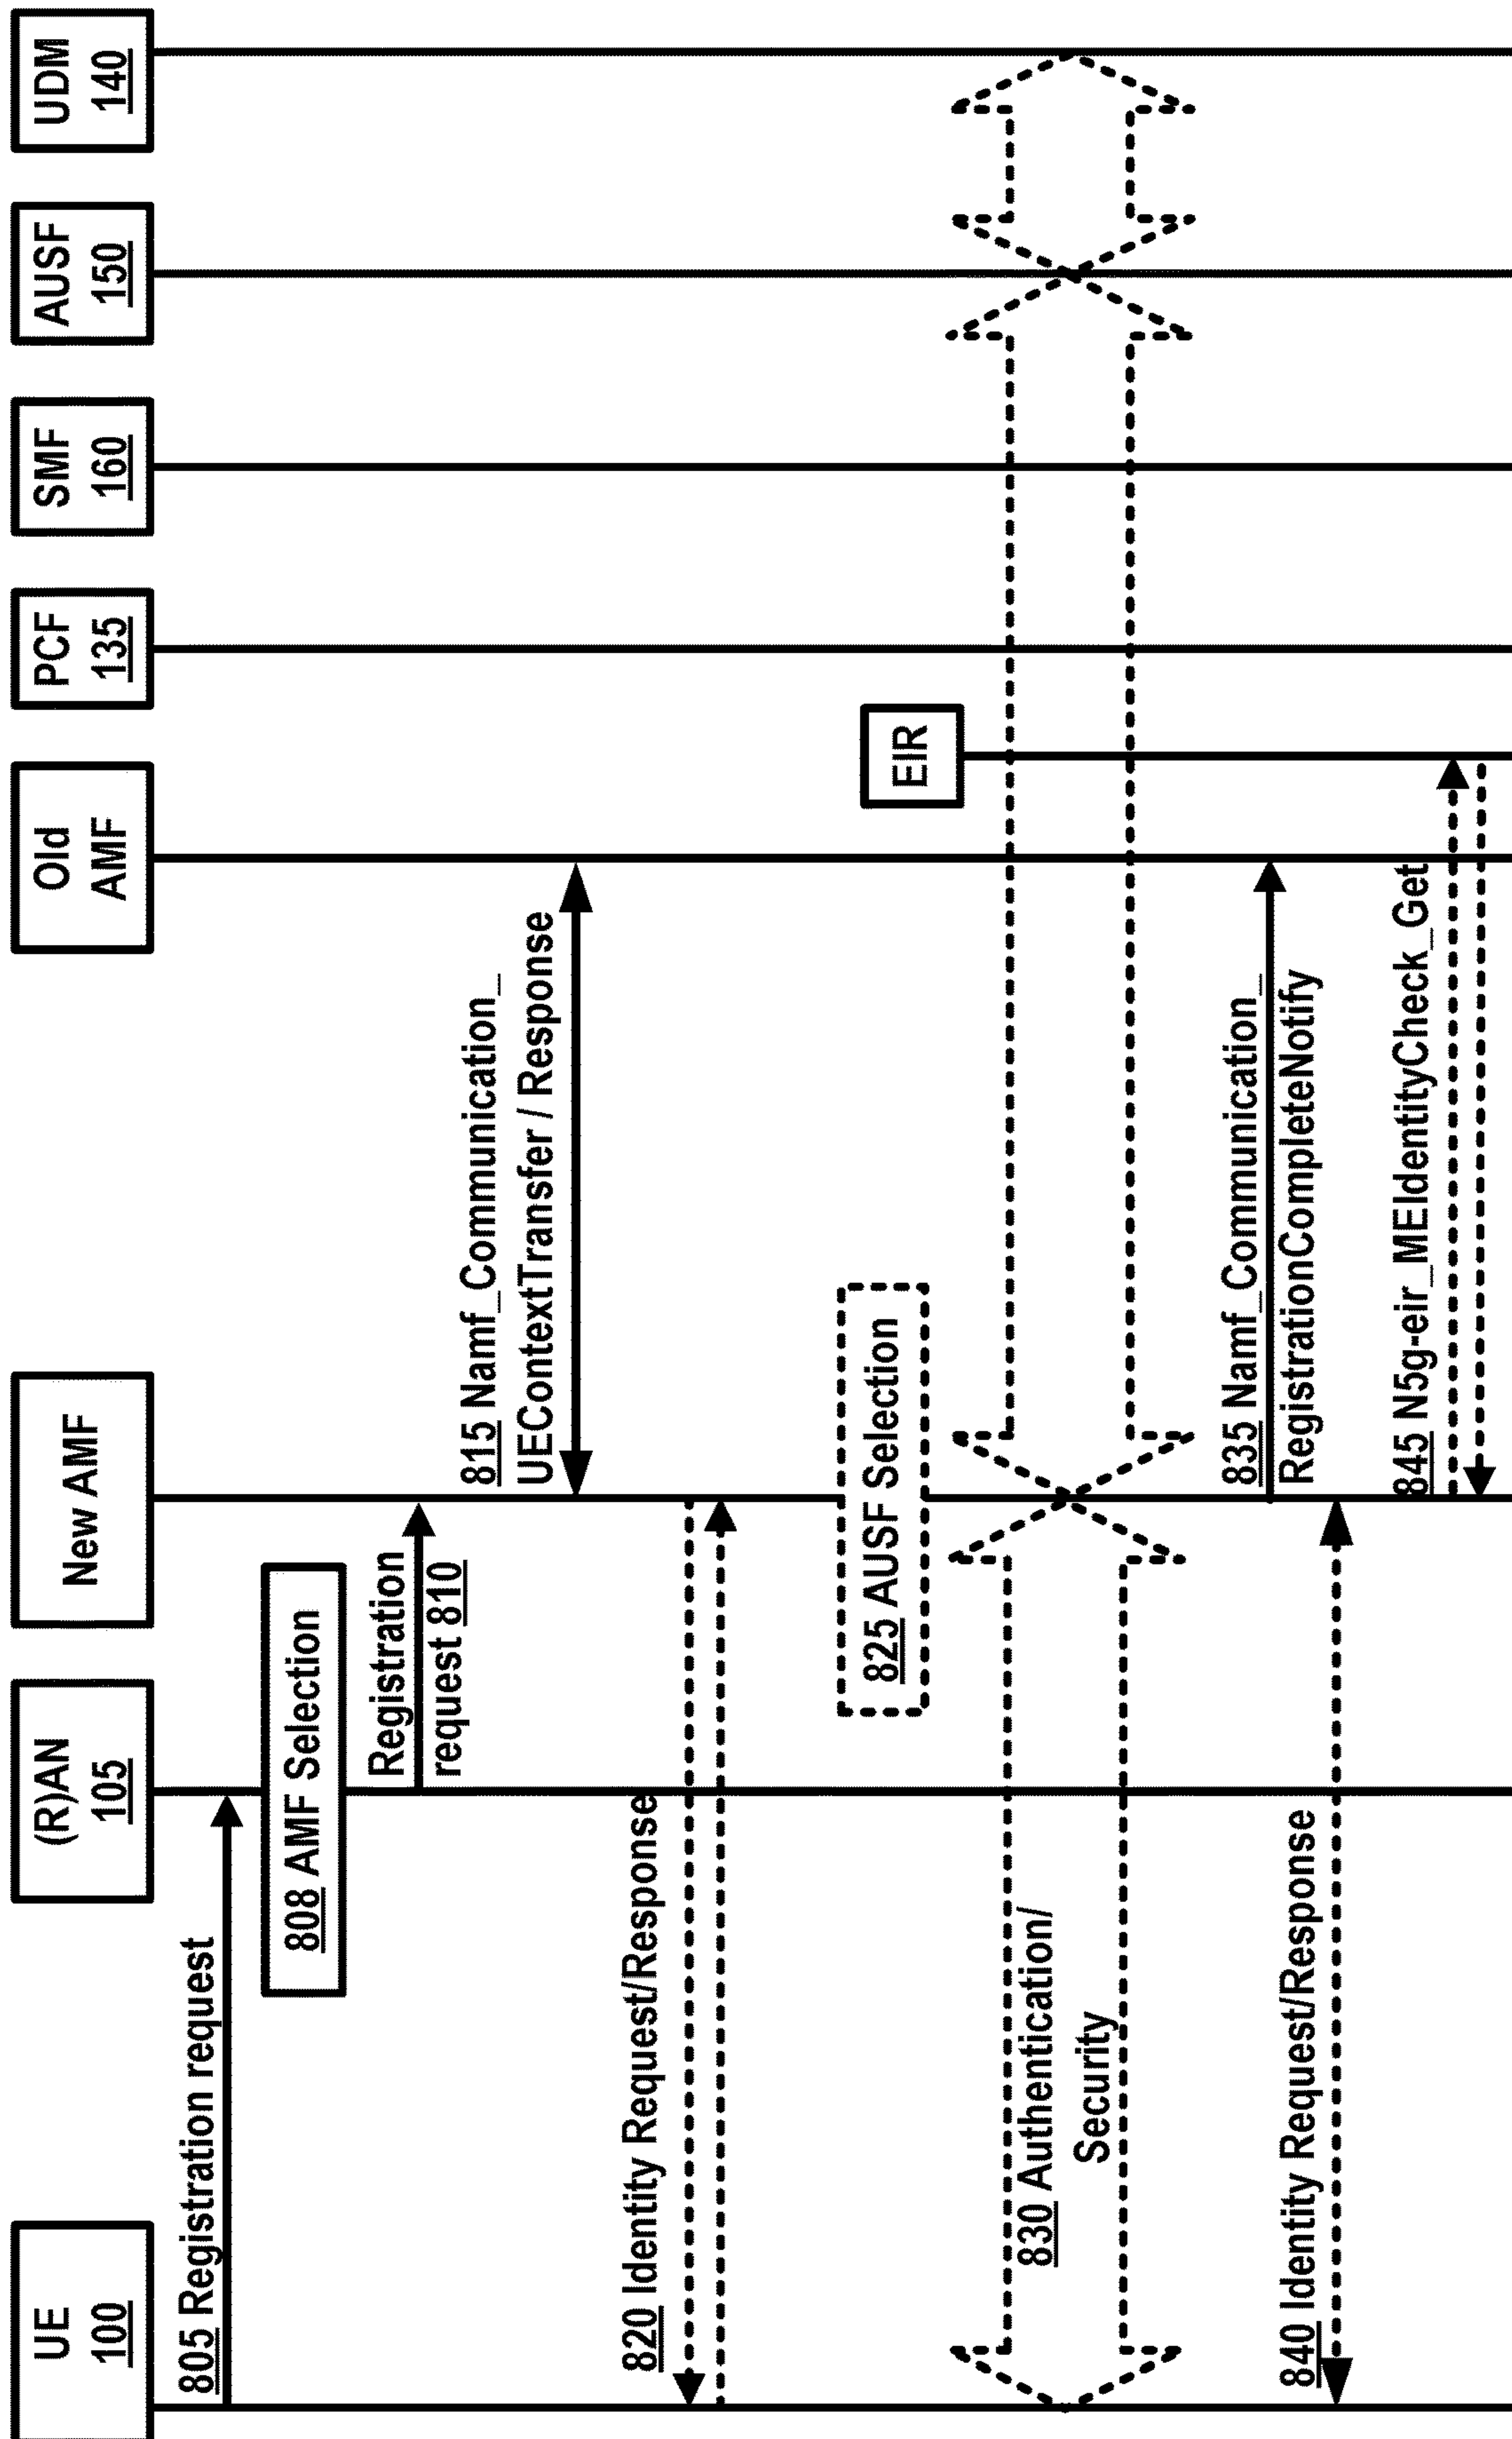 UE
100
(R)AN
105
New AMF
Old
AMF
PCF
135
SMF
160
AUSF
150
UDM
140
805 Registration request
808 AMF Selection
Registration
request 810
815 Namf_Communication_
UEContextTransfer / Response
820 Identity Request/Response
825 AUSF Selection
EIR
830 Authentication/
Security
835 Namf_Communication_
RegistrationCompleteNotify
840 Identity Request/Response
845 N5g-eir_MEIdentityCheck_Get